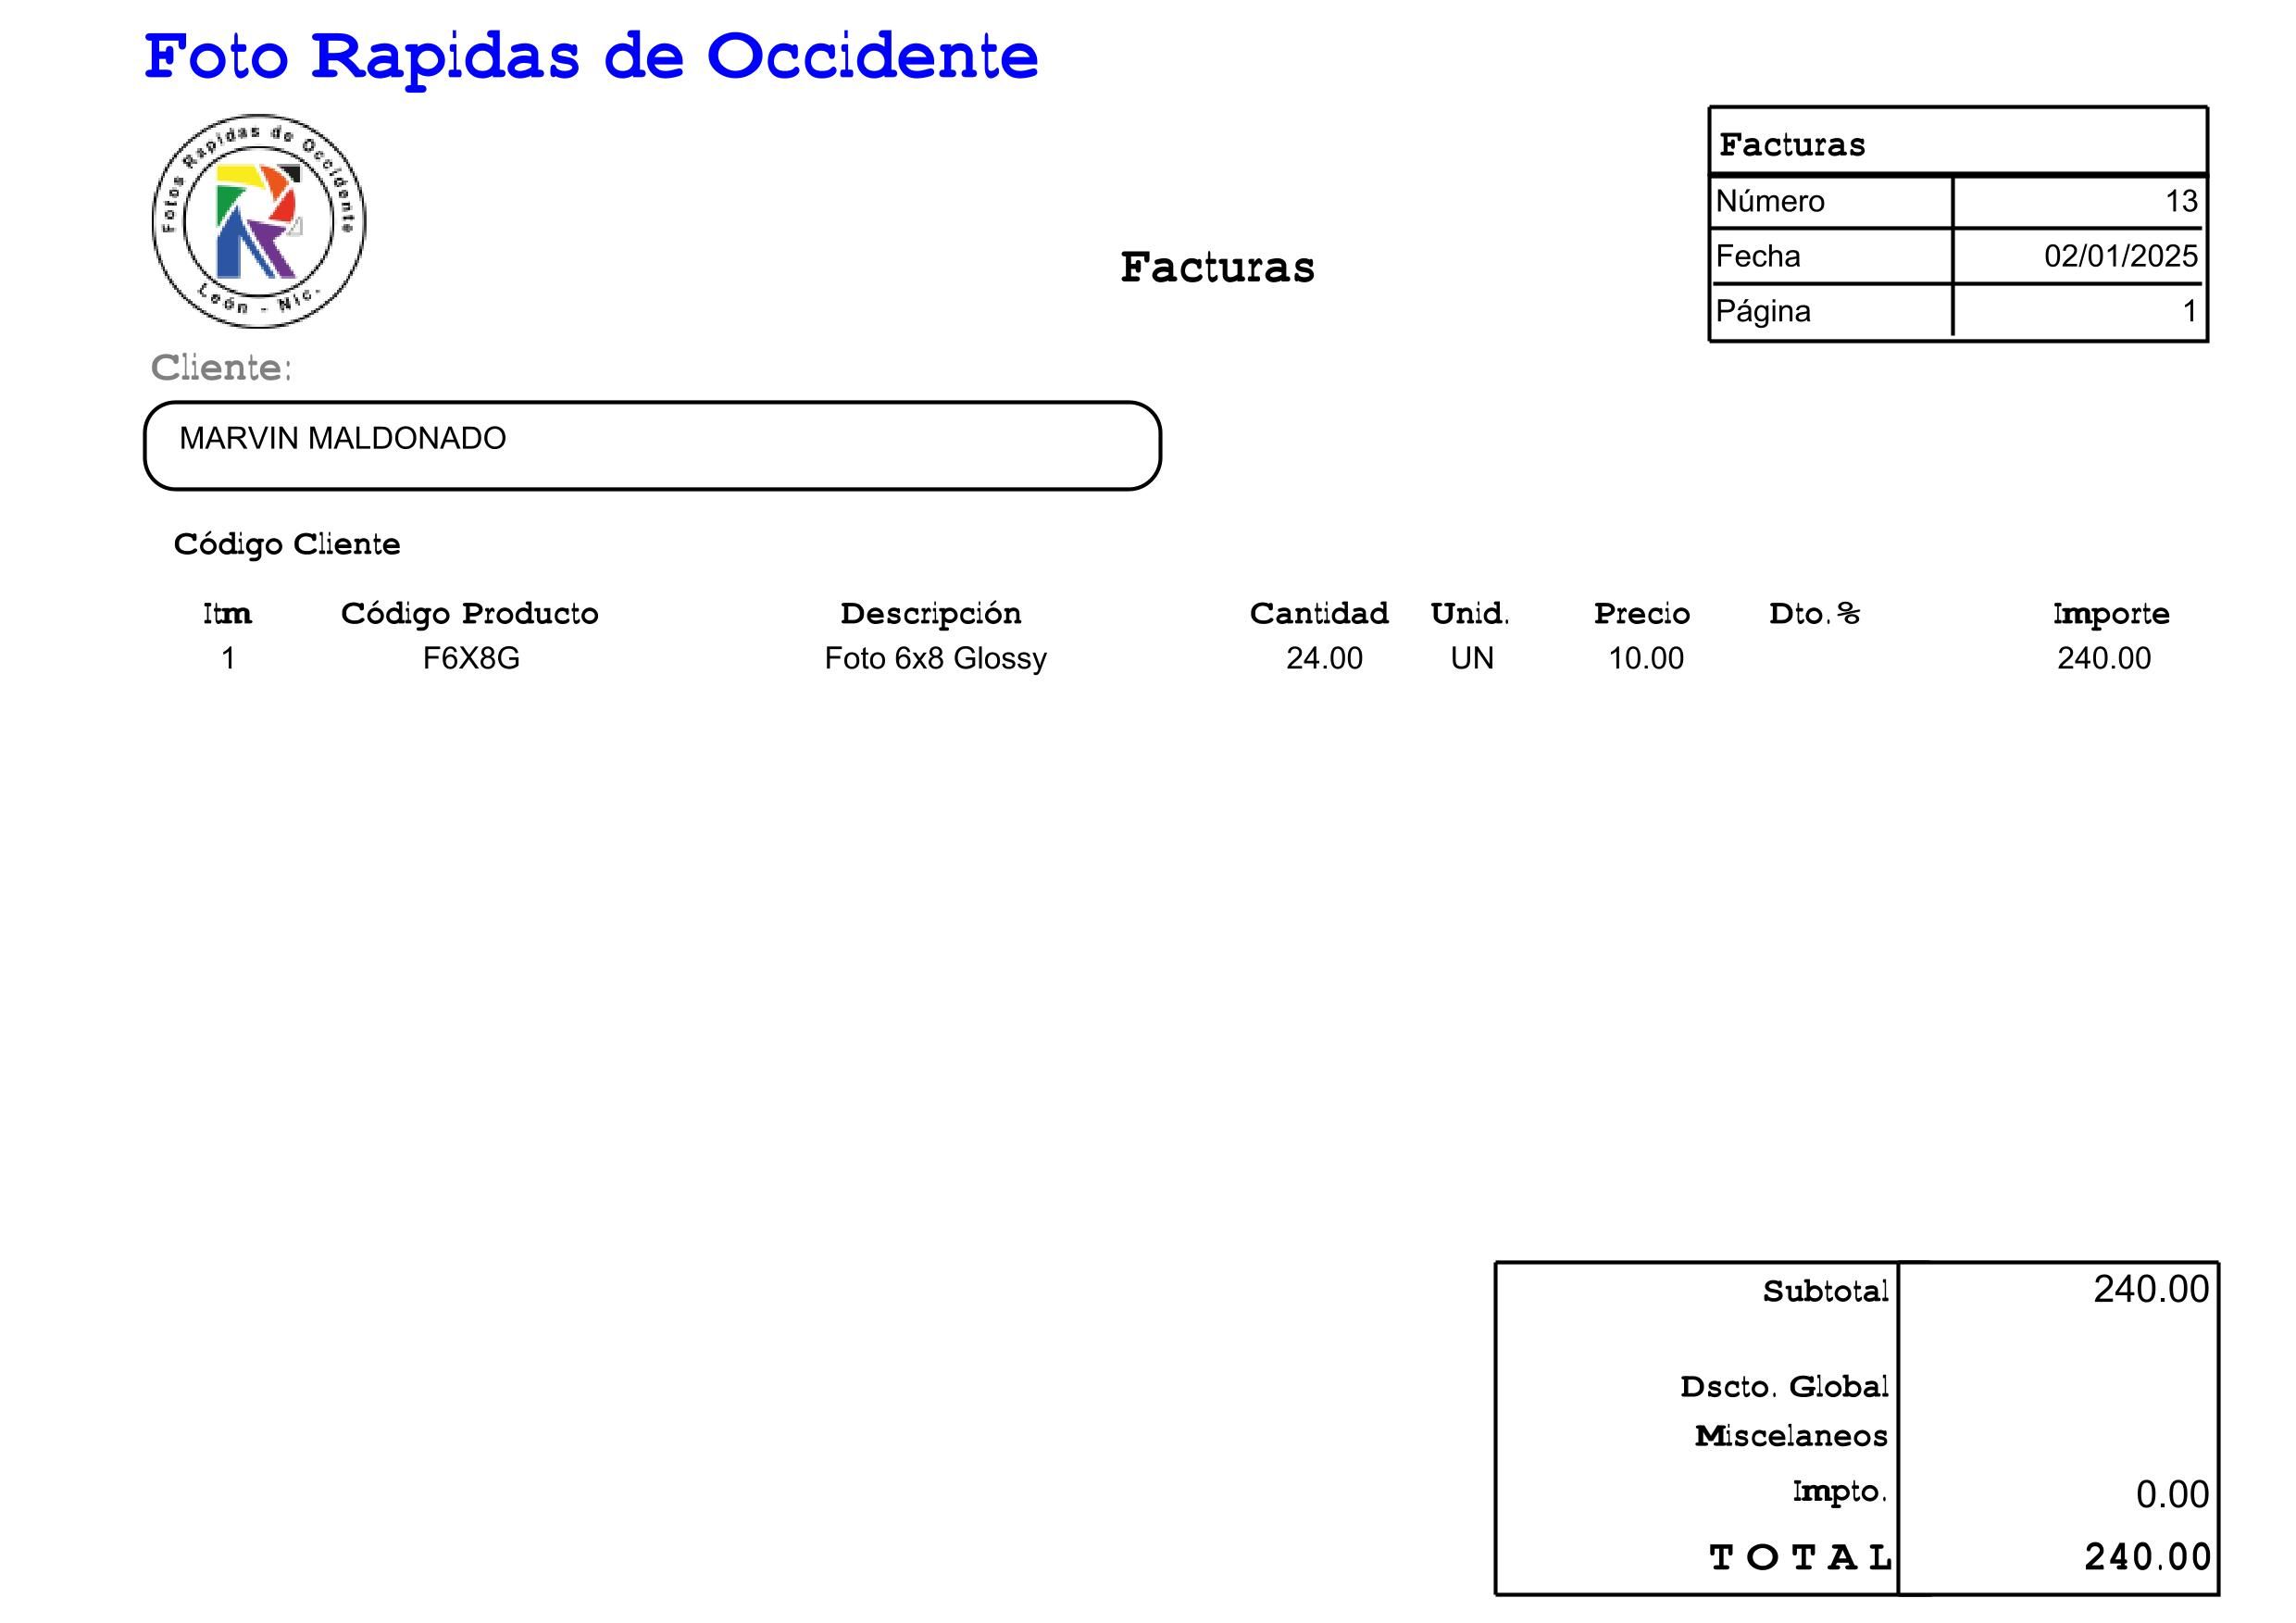 Foto Rapidas de Occidente
Fotos Rapidas de Occidente
León - Nic.
Facturas
Facturas
Número 13
Fecha 02/01/2025
Página 1
Cliente:
MARVIN MALDONADO
Código Cliente
Itm Código Producto Descripción Cantidad Unid. Precio Dto.% Importe
1 F6X8G Foto 6x8 Glossy 24.00 UN 10.00 240.00
Subtotal 240.00
Dscto. Global
Miscelaneos
Impto. 0.00
TOTAL 240.00